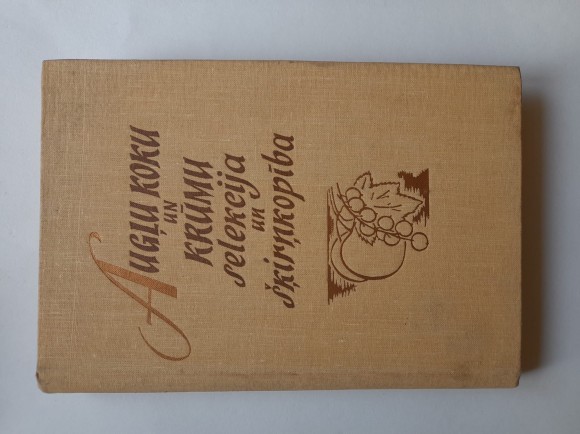 Augļu koku
un
krūmu
selekcija
un
šķirņkopība